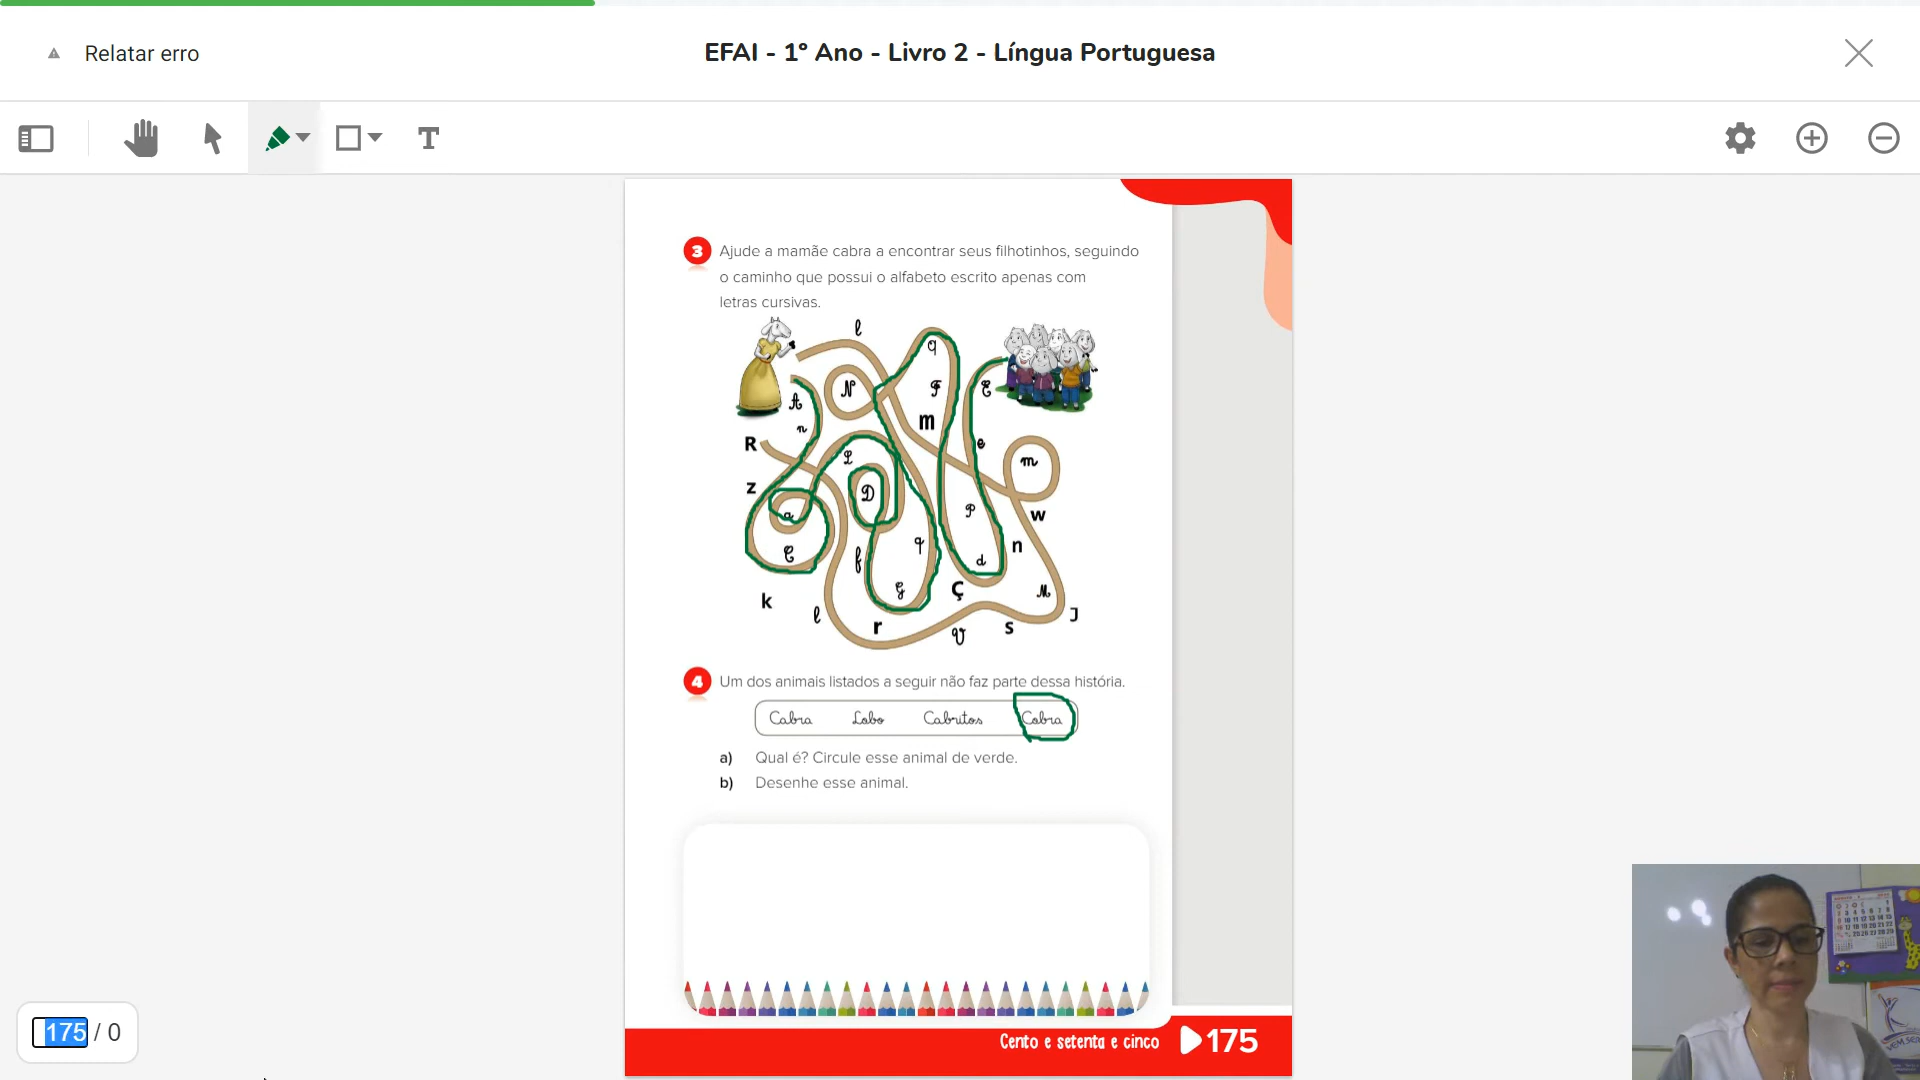 Relatar erro
EFAI - 1º Ano - Livro 2 - Língua Portuguesa
T
3 Ajude a mamãe cabra a encontrar seus filhotinhos, seguindo
o caminho que possui o alfabeto escrito apenas com
letras cursivas.
l
q
N
F
E
A
m
n
R
e
L
m
z
D
a
P
w
q
n
C
f
d
G
Ç
M
k
l
J
r
V
s
4 Um dos animais listados a seguir não faz parte dessa história.
Cabra Lobo Cabritos Cobra
a) Qual é? Circule esse animal de verde.
b) Desenhe esse animal.
175 / 0
Cento e setenta e cinco 175